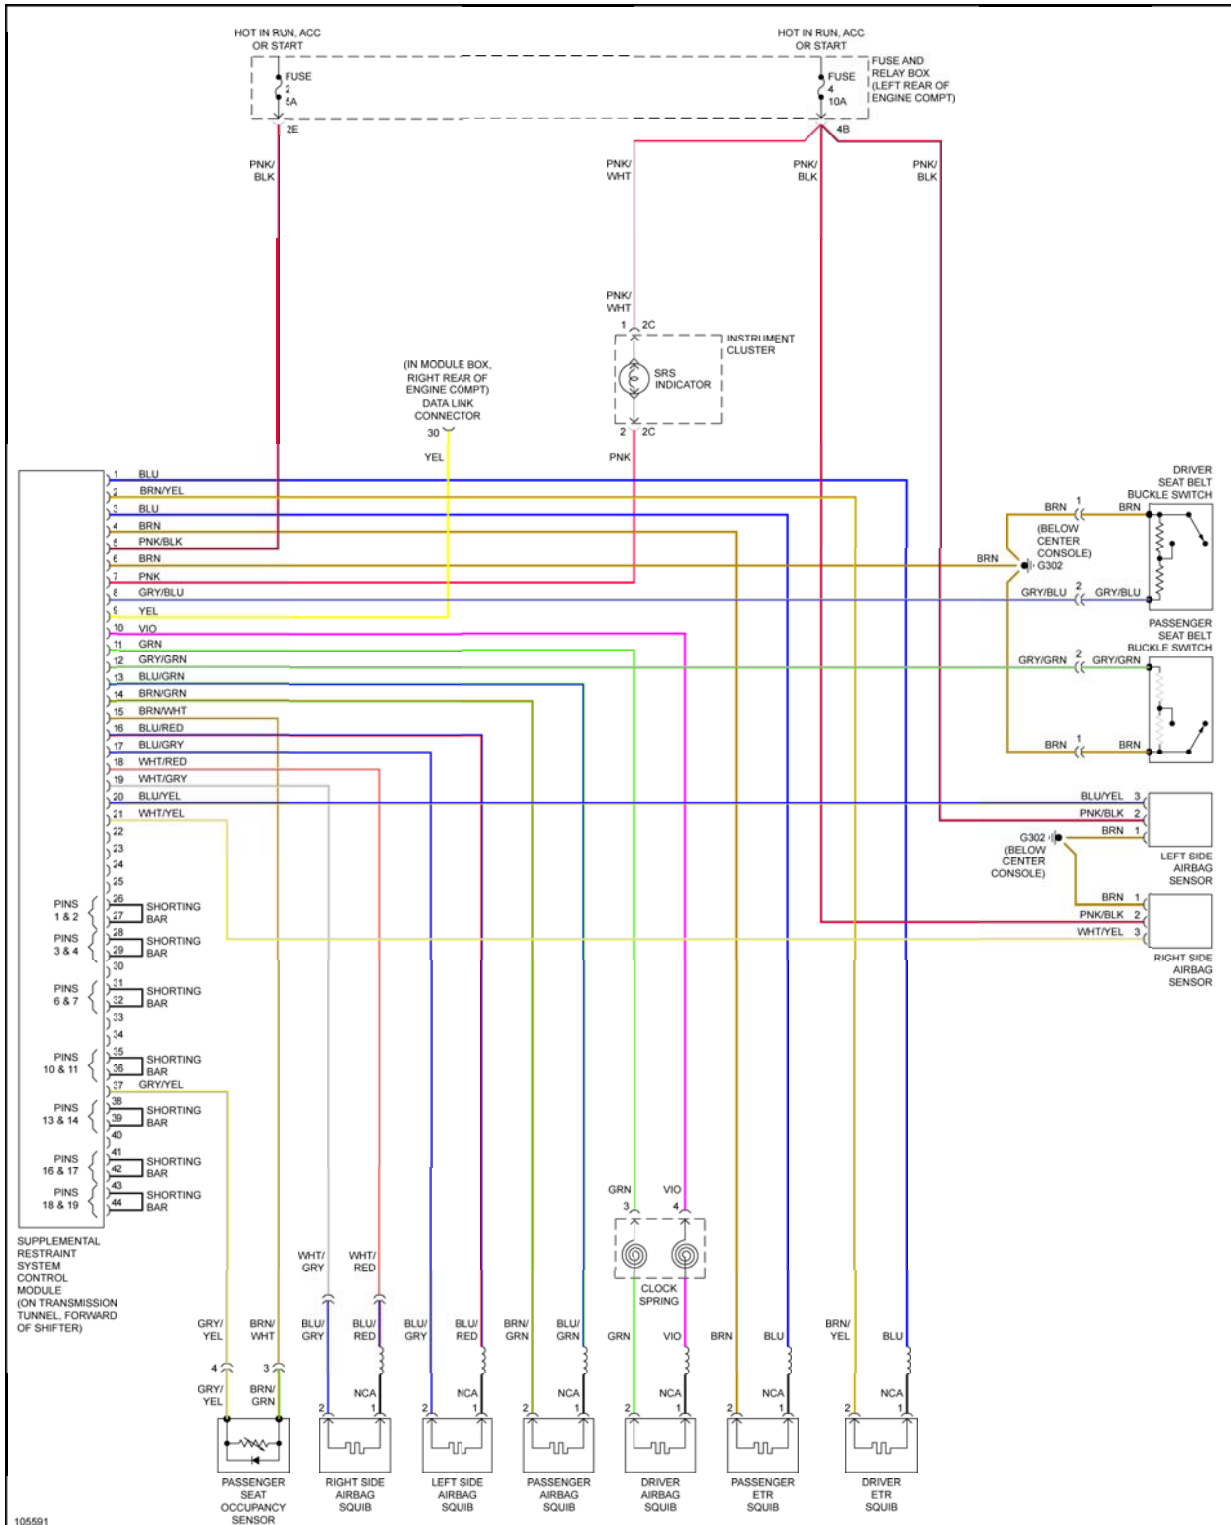 HOT IN RUN, ACC
OR START
HOT IN RUN, ACC
OR START
FUSE
2
5A
FUSE
4
10A
FUSE AND
RELAY BOX
(LEFT REAR OF
ENGINE COMPT)
2E
4B
PNK/
BLK
PNK/
WHT
PNK/
BLK
PNK/
BLK
PNK/
WHT
1 2C
INSTRUMENT
CLUSTER
SRS
INDICATOR
2 2C
PNK
(IN MODULE BOX,
RIGHT REAR OF
ENGINE COMPT)
DATA LINK
CONNECTOR
30
YEL
1 BLU
2 BRN/YEL
3 BLU
4 BRN
5 PNK/BLK
6 BRN
7 PNK
8 GRY/BLU
9 YEL
10 VIO
11 GRN
12 GRY/GRN
13 BLU/GRN
14 BRN/GRN
15 BRN/WHT
16 BLU/RED
17 BLU/GRY
18 WHT/RED
19 WHT/GRY
20 BLU/YEL
21 WHT/YEL
22
23
24
25
26
27
PINS
1 & 2
SHORTING
BAR
28
29
PINS
3 & 4
SHORTING
BAR
30
31
32
PINS
6 & 7
SHORTING
BAR
33
34
35
36
PINS
10 & 11
SHORTING
BAR
37 GRY/YEL
38
39
PINS
13 & 14
SHORTING
BAR
40
41
42
PINS
16 & 17
SHORTING
BAR
43
44
PINS
18 & 19
SHORTING
BAR
SUPPLEMENTAL
RESTRAINT
SYSTEM
CONTROL
MODULE
(ON TRANSMISSION
TUNNEL, FORWARD
OF SHIFTER)
DRIVER
SEAT BELT
BUCKLE SWITCH
BRN 1 BRN
(BELOW
CENTER
CONSOLE)
G302
BRN
GRY/BLU 2 GRY/BLU
PASSENGER
SEAT BELT
BUCKLE SWITCH
GRY/GRN 2 GRY/GRN
BRN 1 BRN
BLU/YEL 3
PNK/BLK 2
BRN 1
G302
(BELOW
CENTER
CONSOLE)
LEFT SIDE
AIRBAG
SENSOR
BRN 1
PNK/BLK 2
WHT/YEL 3
RIGHT SIDE
AIRBAG
SENSOR
GRN VIO
3 4
CLOCK
SPRING
WHT/
GRY
WHT/
RED
GRY/
YEL
BRN/
WHT
BLU/
GRY
BLU/
RED
BLU/
GRY
BLU/
RED
BRN/
GRN
BLU/
GRN
GRN
VIO
BRN
BLU
BRN/
YEL
BLU
4 3
GRY/
YEL
BRN/
GRN
NCA
NCA
NCA
NCA
NCA
NCA
2 1
2 1
2 1
2 1
2 1
2 1
PASSENGER
SEAT
OCCUPANCY
SENSOR
RIGHT SIDE
AIRBAG
SQUIB
LEFT SIDE
AIRBAG
SQUIB
PASSENGER
AIRBAG
SQUIB
DRIVER
AIRBAG
SQUIB
PASSENGER
ETR
SQUIB
DRIVER
ETR
SQUIB
105591